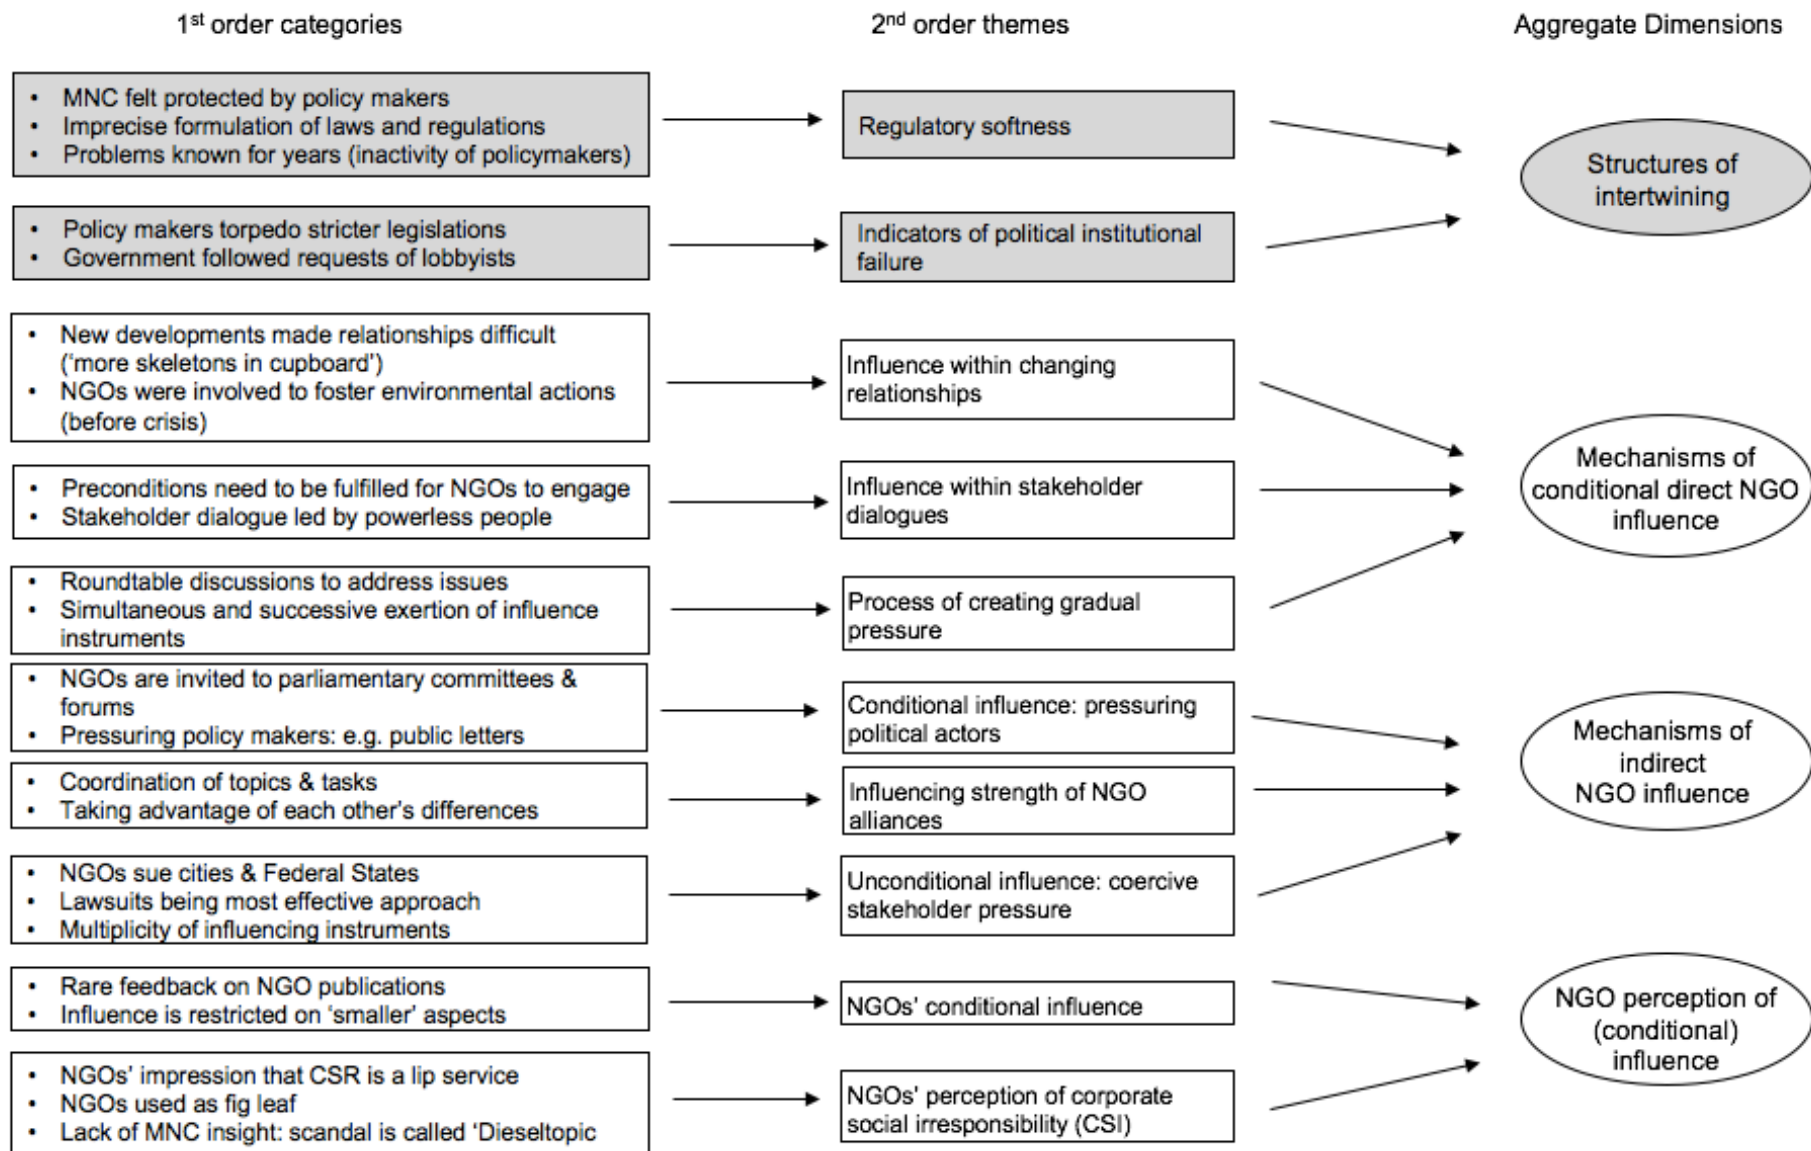 1st order categories
2nd order themes
Aggregate Dimensions
• MNC felt protected by policy makers
• Imprecise formulation of laws and regulations
• Problems known for years (inactivity of policymakers)
Regulatory softness
Structures of
intertwining
• Policy makers torpedo stricter legislations
• Government followed requests of lobbyists
Indicators of political institutional
failure
• New developments made relationships difficult
(‘more skeletons in cupboard’)
• NGOs were involved to foster environmental actions
(before crisis)
Influence within changing
relationships
• Preconditions need to be fulfilled for NGOs to engage
• Stakeholder dialogue led by powerless people
Influence within stakeholder
dialogues
Mechanisms of
conditional direct NGO
influence
• Roundtable discussions to address issues
• Simultaneous and successive exertion of influence
instruments
Process of creating gradual
pressure
• NGOs are invited to parliamentary committees &
forums
• Pressuring policy makers: e.g. public letters
Conditional influence: pressuring
political actors
• Coordination of topics & tasks
• Taking advantage of each other’s differences
Influencing strength of NGO
alliances
Mechanisms of
indirect
NGO influence
• NGOs sue cities & Federal States
• Lawsuits being most effective approach
• Multiplicity of influencing instruments
Unconditional influence: coercive
stakeholder pressure
• Rare feedback on NGO publications
• Influence is restricted on ‘smaller’ aspects
NGOs’ conditional influence
NGO perception of
(conditional)
influence
• NGOs’ impression that CSR is a lip service
• NGOs used as fig leaf
• Lack of MNC insight: scandal is called ‘Dieseltopic
NGOs’ perception of corporate
social irresponsibility (CSI)